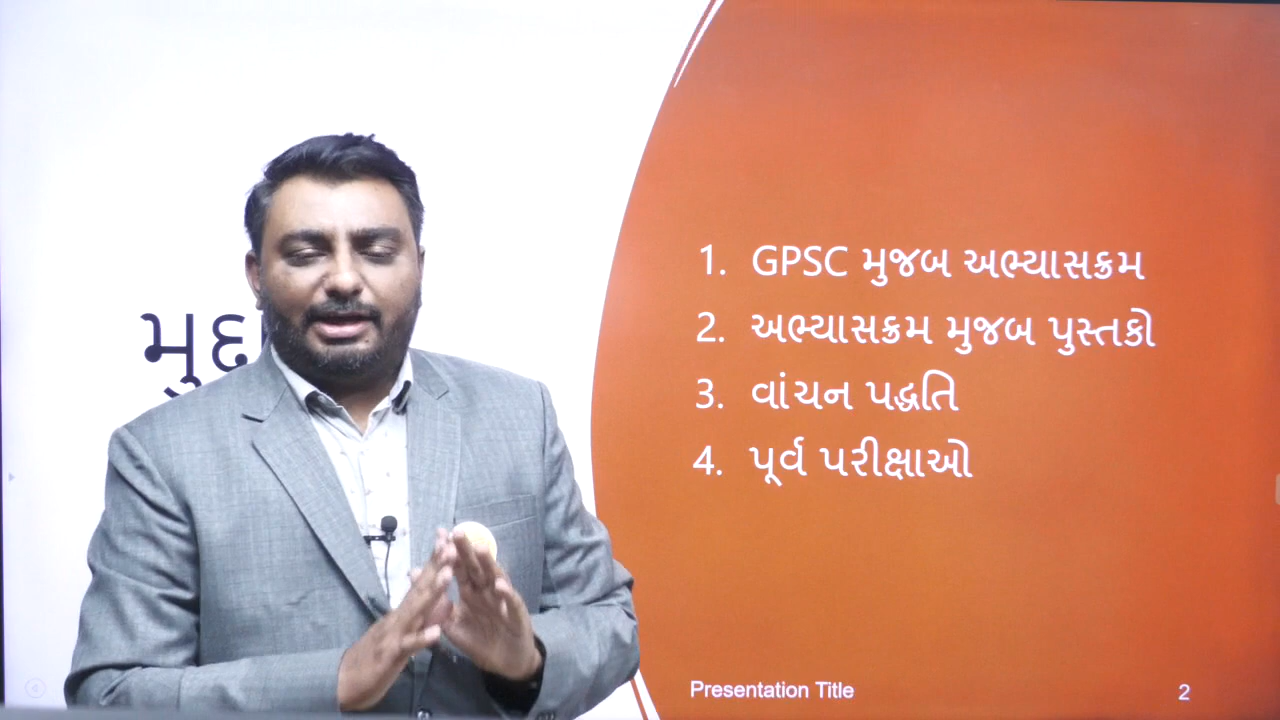 1. GPSC મુજબ અભ્યાસક્રમ
2. અભ્યાસક્રમ મુજબ પુસ્તકો
3. વાંચન પદ્ધતિ
4. પૂર્વ પરીક્ષાઓ
Presentation Title
2